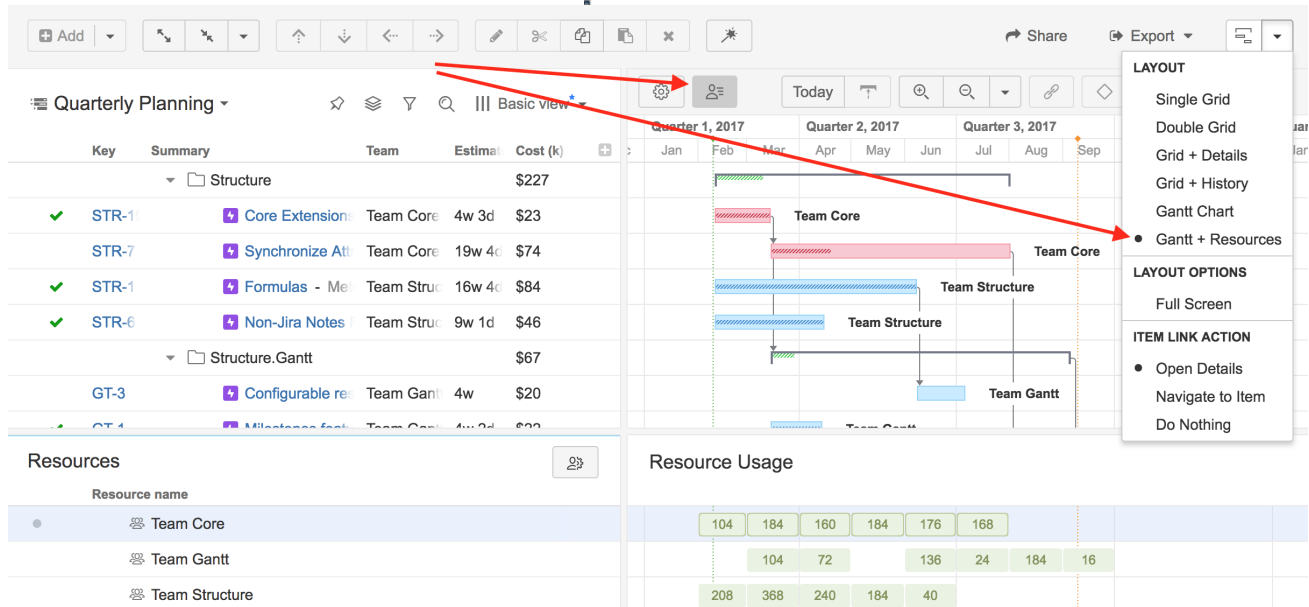 Add
Share
Export
LAYOUT
Single Grid
Double Grid
Grid + Details
Grid + History
Gantt Chart
Gantt + Resources
LAYOUT OPTIONS
Full Screen
ITEM LINK ACTION
Open Details
Navigate to Item
Do Nothing
Quarterly Planning
Basic view
Today
Quarter 1, 2017 Quarter 2, 2017 Quarter 3, 2017
Key Summary Team Estimat Cost (k)
Jan Feb Mar Apr May Jun Jul Aug Sep
Structure $227
STR-1 Core Extensions Team Core 4w 3d $23 Team Core
STR-7 Synchronize Att Team Core 19w 4d $74 Team Core
STR-1 Formulas - Me Team Struc 16w 4d $84 Team Structure
STR-6 Non-Jira Notes Team Struc 9w 1d $46 Team Structure
Structure.Gantt $67
GT-3 Configurable res Team Gant 4w $20 Team Gantt
Resources
Resource Usage
Resource name
Team Core 104 184 160 184 176 168
Team Gantt 104 72 136 24 184 16
Team Structure 208 368 240 184 40